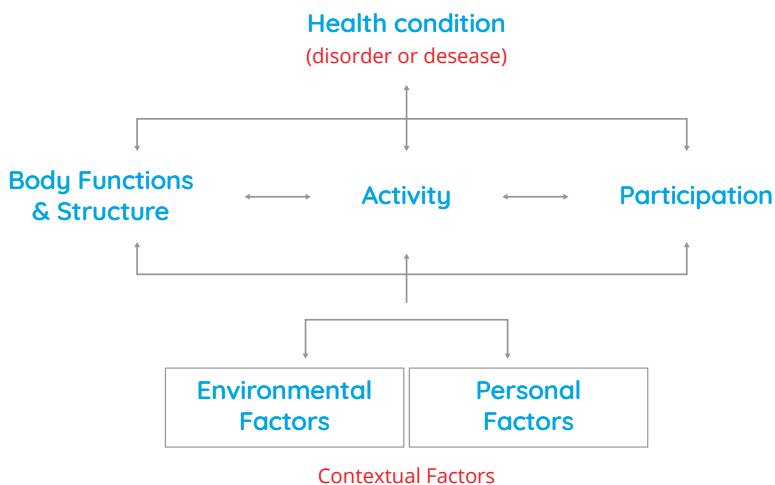 Health condition
(disorder or desease)
Body Functions
& Structure
Activity
Participation
Environmental
Factors
Personal
Factors
Contextual Factors